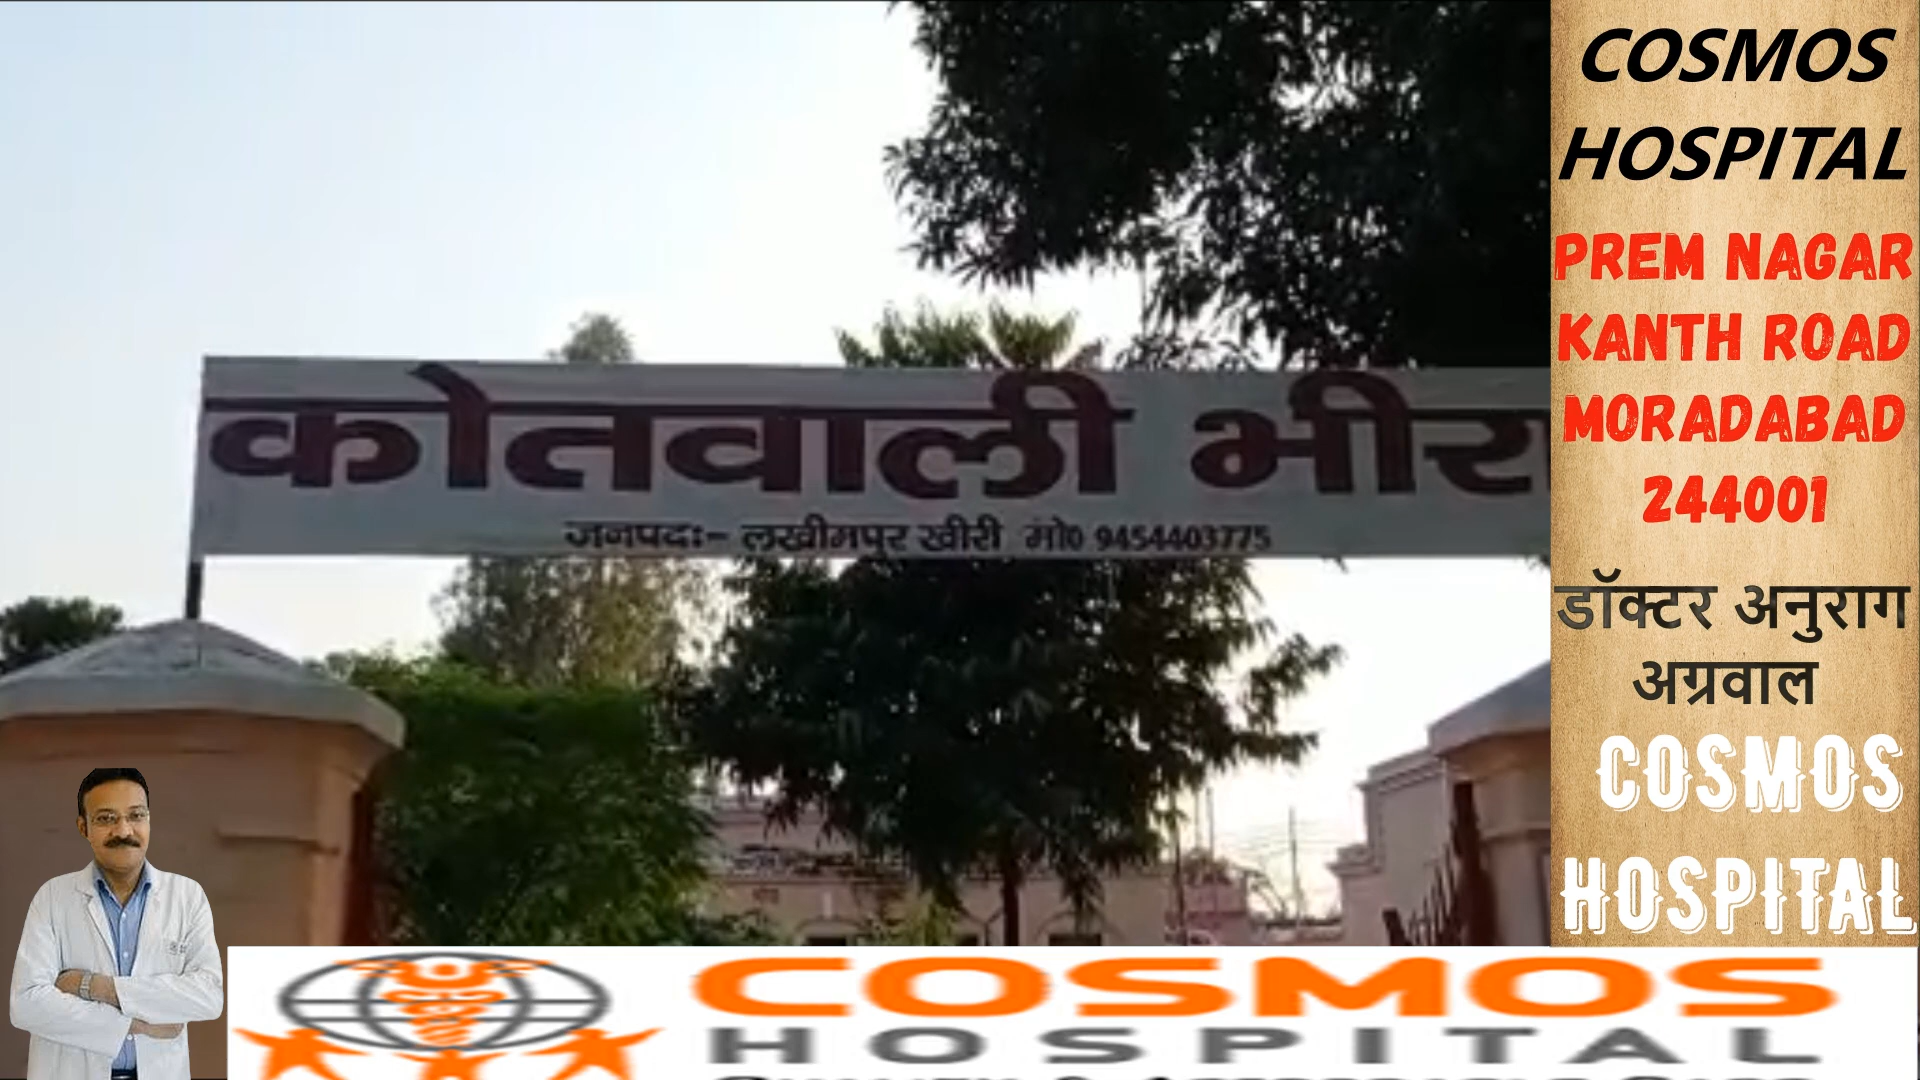 कोतवाली भीरा
जनपदः- लखीमपुर खीरी मो० 9454403775
COSMOS
HOSPITAL
PREM NAGAR
KANTH ROAD
MORADABAD
244001
डॉक्टर अनुराग
अग्रवाल
COSMOS
HOSPITAL
COSMOS
HOSPITAL